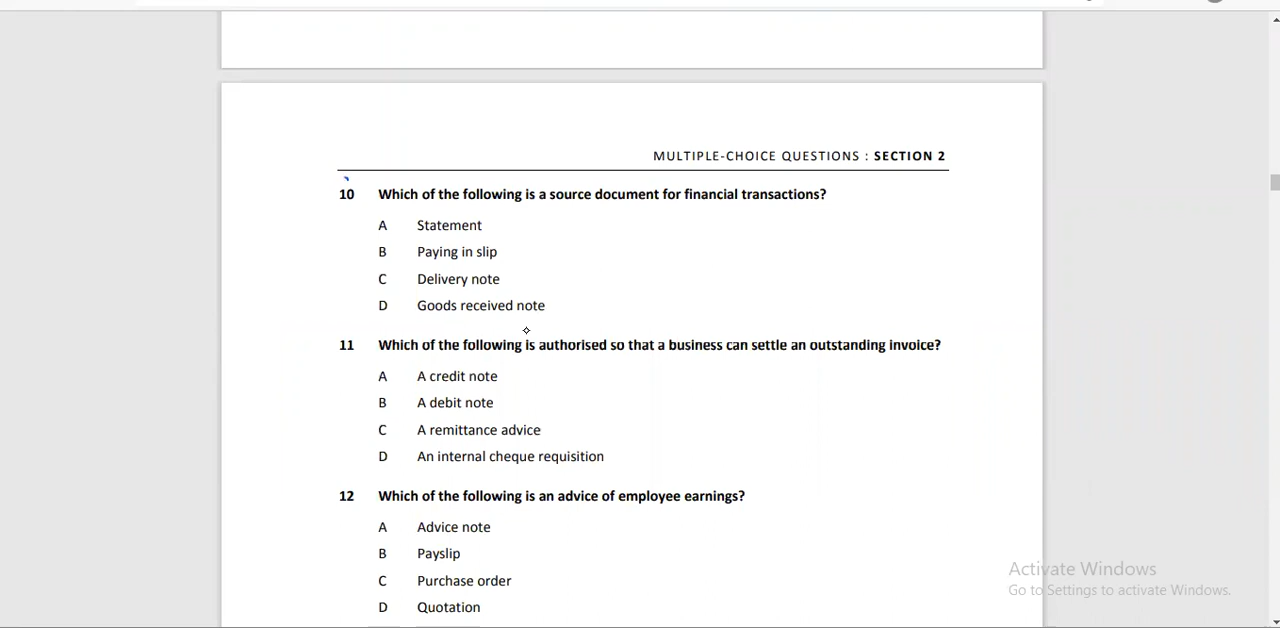 MULTIPLE-CHOICE QUESTIONS : SECTION 2
10 Which of the following is a source document for financial transactions?
A Statement
B Paying in slip
C Delivery note
D Goods received note
11 Which of the following is authorised so that a business can settle an outstanding invoice?
A A credit note
B A debit note
C A remittance advice
D An internal cheque requisition
12 Which of the following is an advice of employee earnings?
A Advice note
B Payslip
C Purchase order
D Quotation
Activate Windows
Go to Settings to activate Windows.